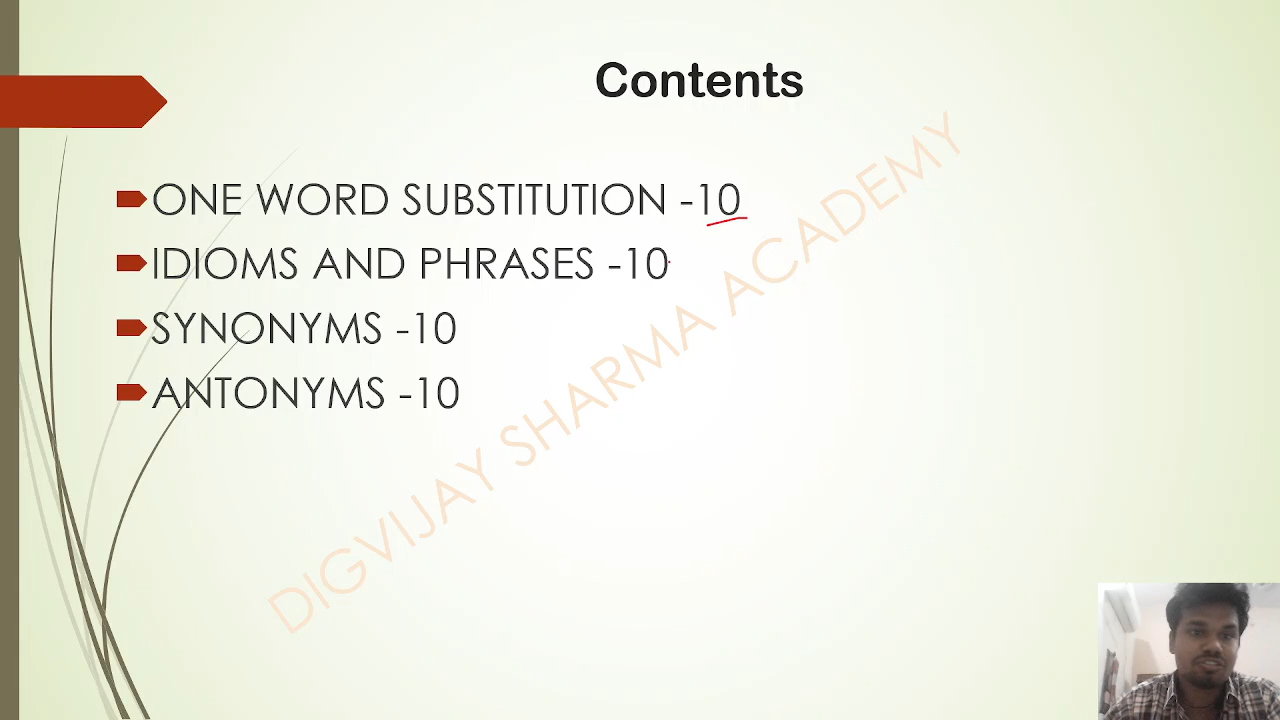 Contents
ONE WORD SUBSTITUTION -10
IDIOMS AND PHRASES -10
SYNONYMS -10
ANTONYMS -10
DIGVIJAY SHARMA ACADEMY